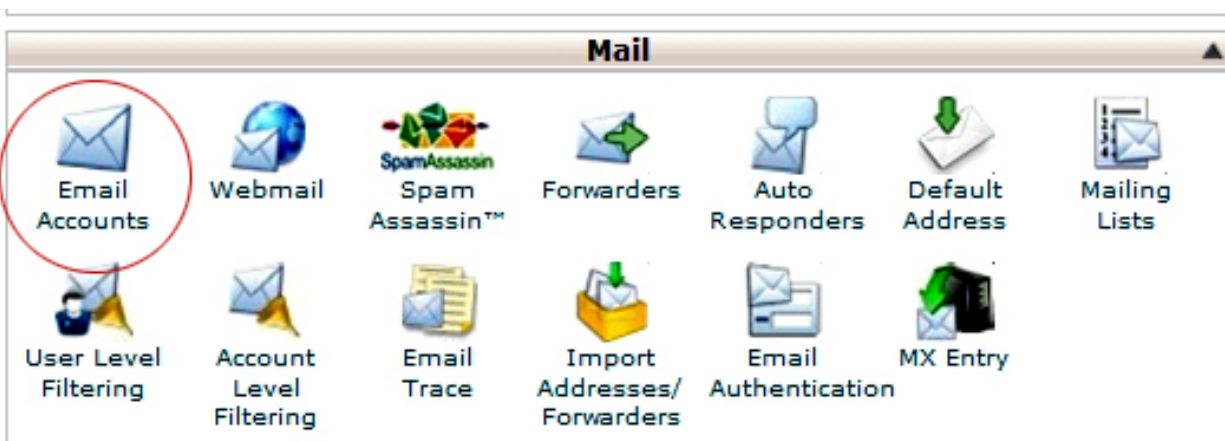 Mail
SpamAssassin
Email
Accounts
Webmail
Spam
Assassin™
Forwarders
Auto
Responders
Default
Address
Mailing
Lists
User Level
Filtering
Account
Level
Filtering
Email
Trace
Import
Addresses/
Forwarders
Email
Authentication
MX Entry